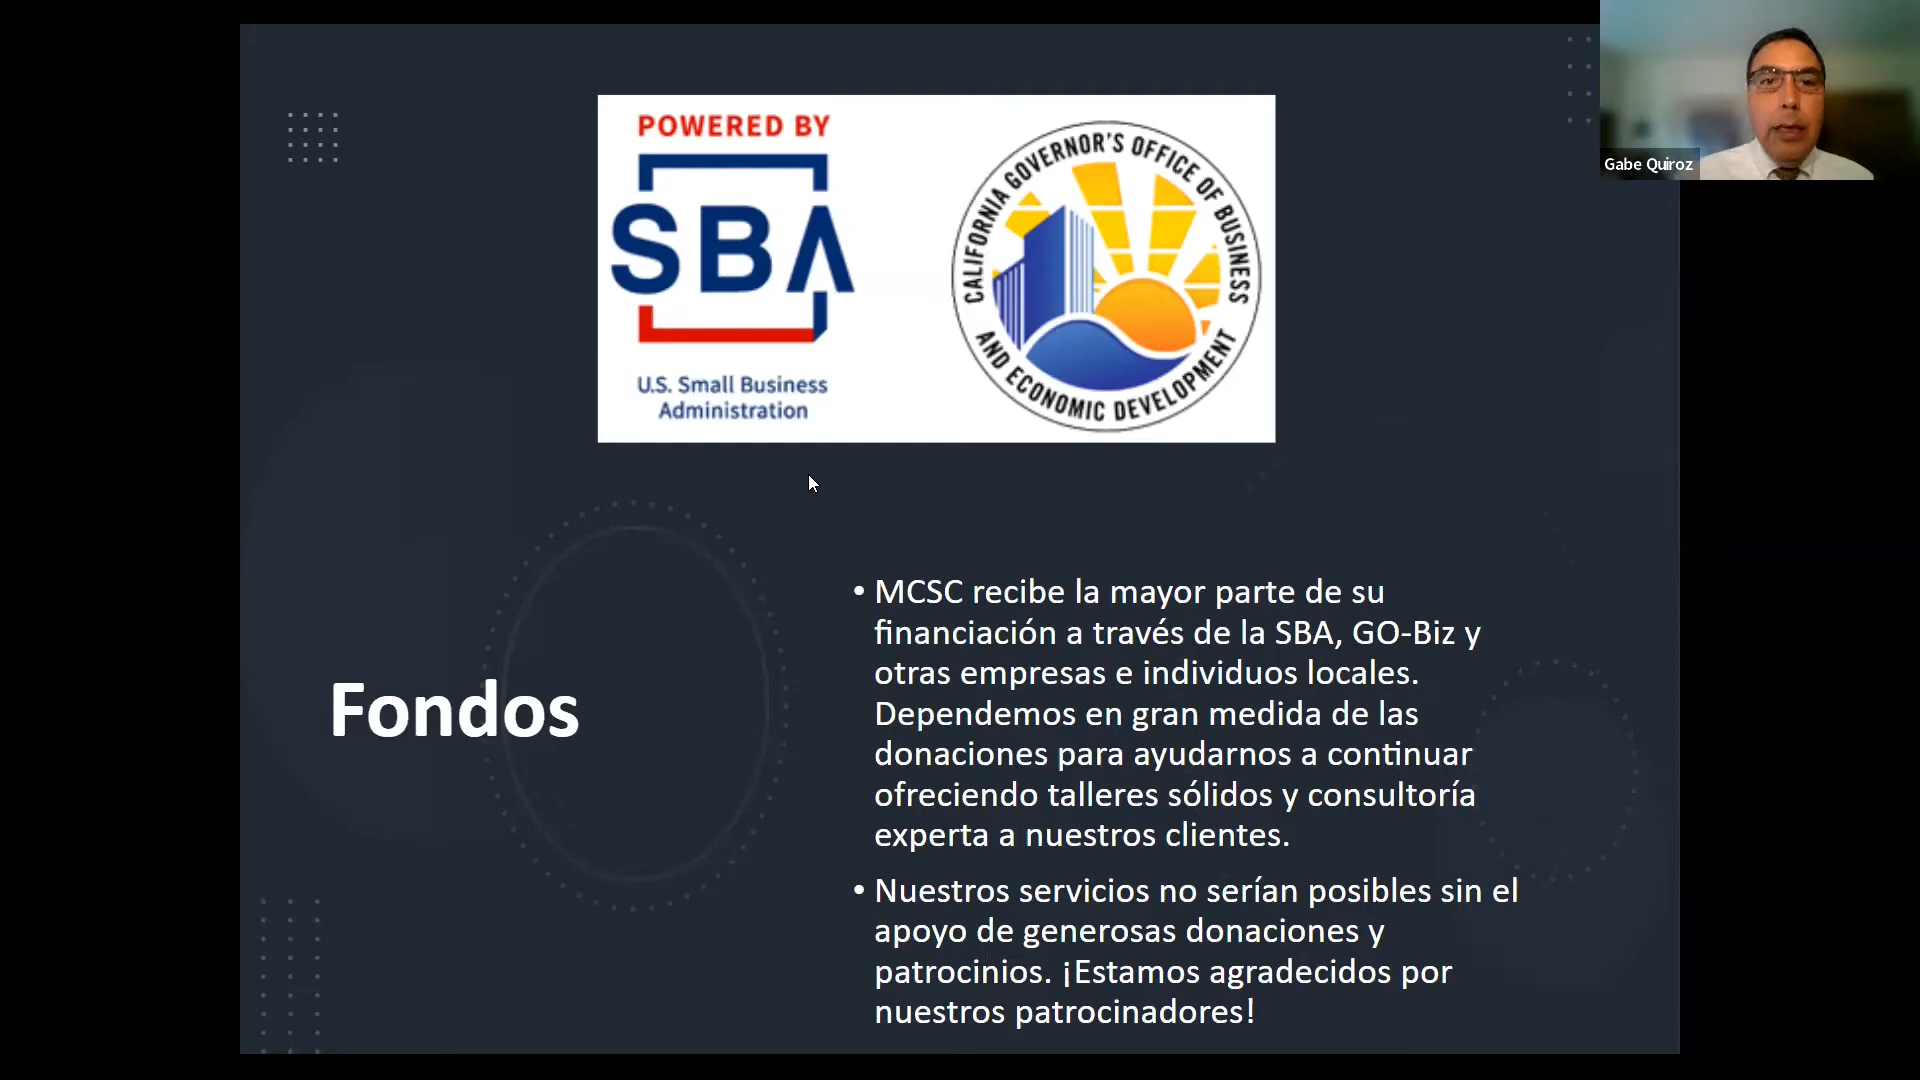 POWERED BY
SBA
U.S. Small Business
Administration
CALIFORNIA GOVERNOR'S OFFICE OF BUSINESS
AND ECONOMIC DEVELOPMENT
Gabe Quiroz
Fondos
• MCSC recibe la mayor parte de su
financiación a través de la SBA, GO-Biz y
otras empresas e individuos locales.
Dependemos en gran medida de las
donaciones para ayudarnos a continuar
ofreciendo talleres sólidos y consultoría
experta a nuestros clientes.
• Nuestros servicios no serían posibles sin el
apoyo de generosas donaciones y
patrocinios. ¡Estamos agradecidos por
nuestros patrocinadores!